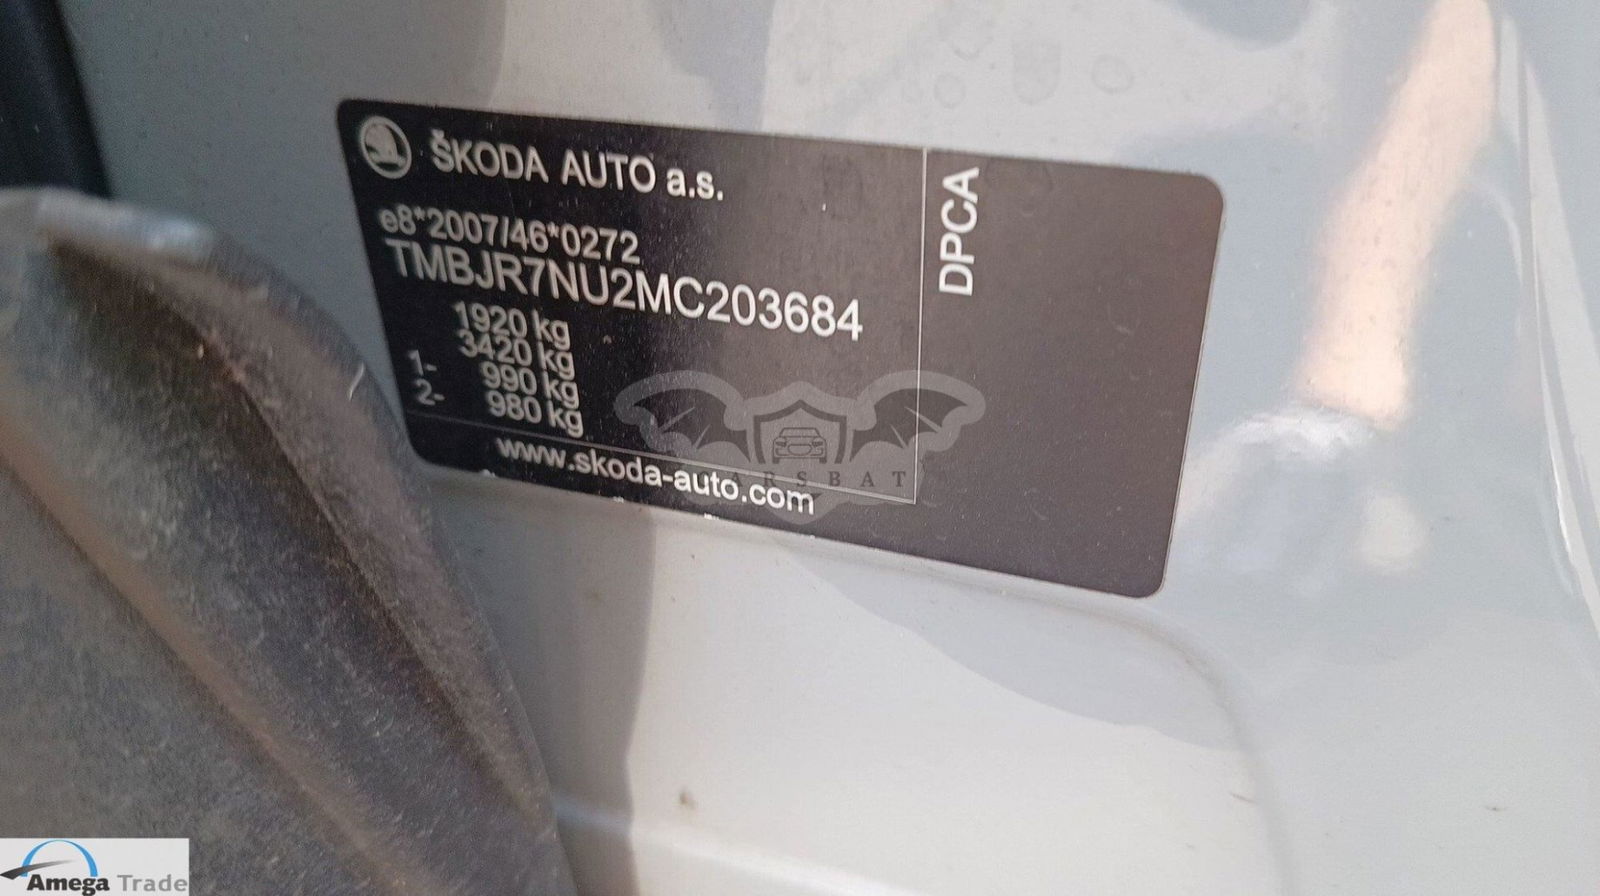 ŠKODA AUTO a.s.
e8*2007/46*0272
TMBJR7NU2MC203684
1920 kg
3420 kg
1- 990 kg
2- 980 kg
www.skoda-auto.com
DPCA
CARSBAT
Amega Trade